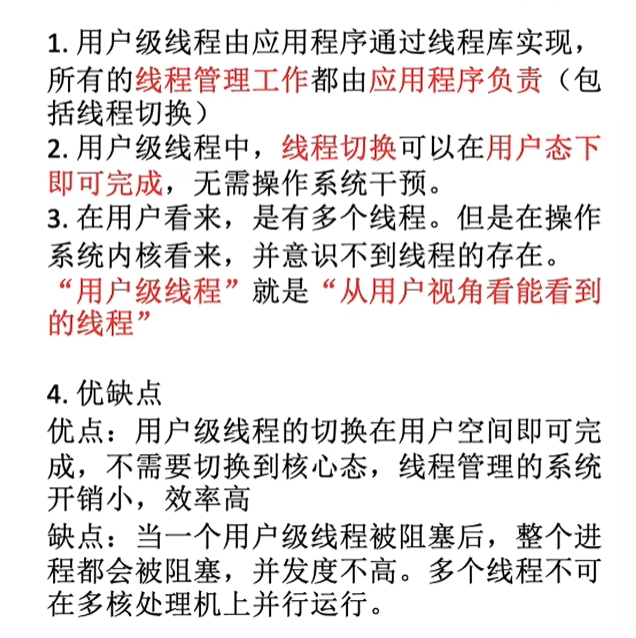 1. 用户级线程由应用程序通过线程库实现，
所有的线程管理工作都由应用程序负责（包
括线程切换）
2. 用户级线程中，线程切换可以在用户态下
即可完成，无需操作系统干预。
3. 在用户看来，是有多个线程。但是在操作
系统内核看来，并意识不到线程的存在。
“用户级线程”就是“从用户视角看能看到
的线程”
4. 优缺点
优点：用户级线程的切换在用户空间即可完
成，不需要切换到核心态，线程管理的系统
开销小，效率高
缺点：当一个用户级线程被阻塞后，整个进
程都会被阻塞，并发度不高。多个线程不可
在多核处理机上并行运行。